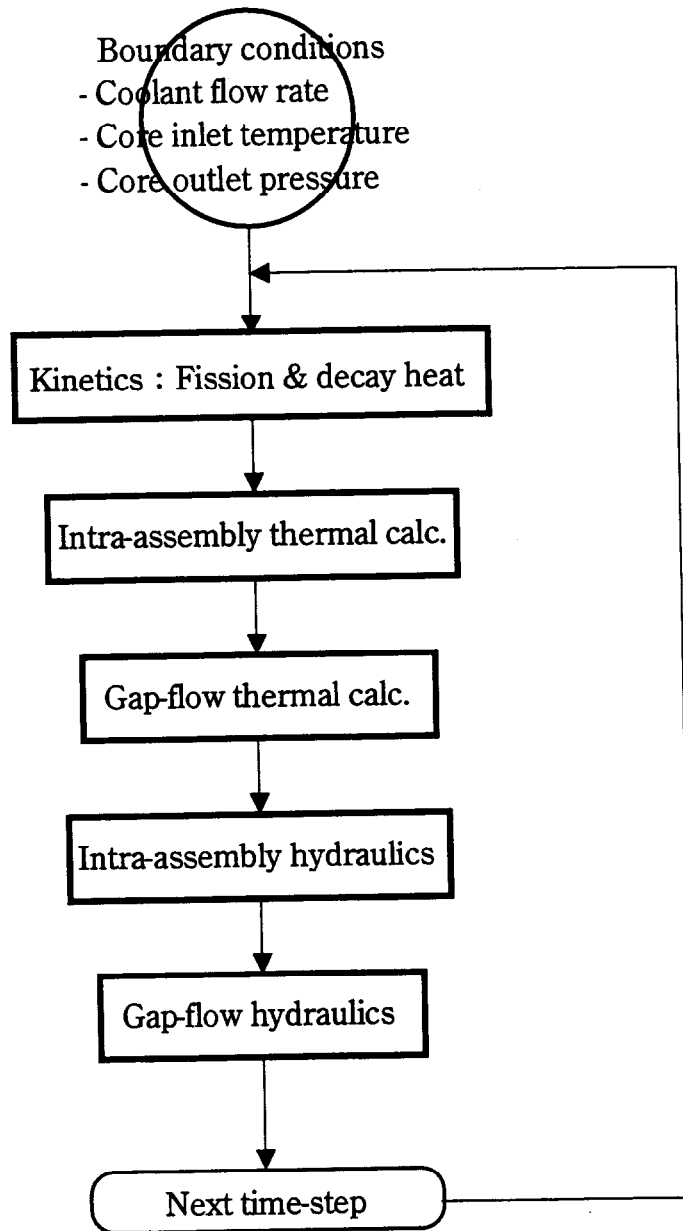 Boundary conditions
- Coolant flow rate
- Core inlet temperature
- Core outlet pressure
Kinetics : Fission & decay heat
Intra-assembly thermal calc.
Gap-flow thermal calc.
Intra-assembly hydraulics
Gap-flow hydraulics
Next time-step